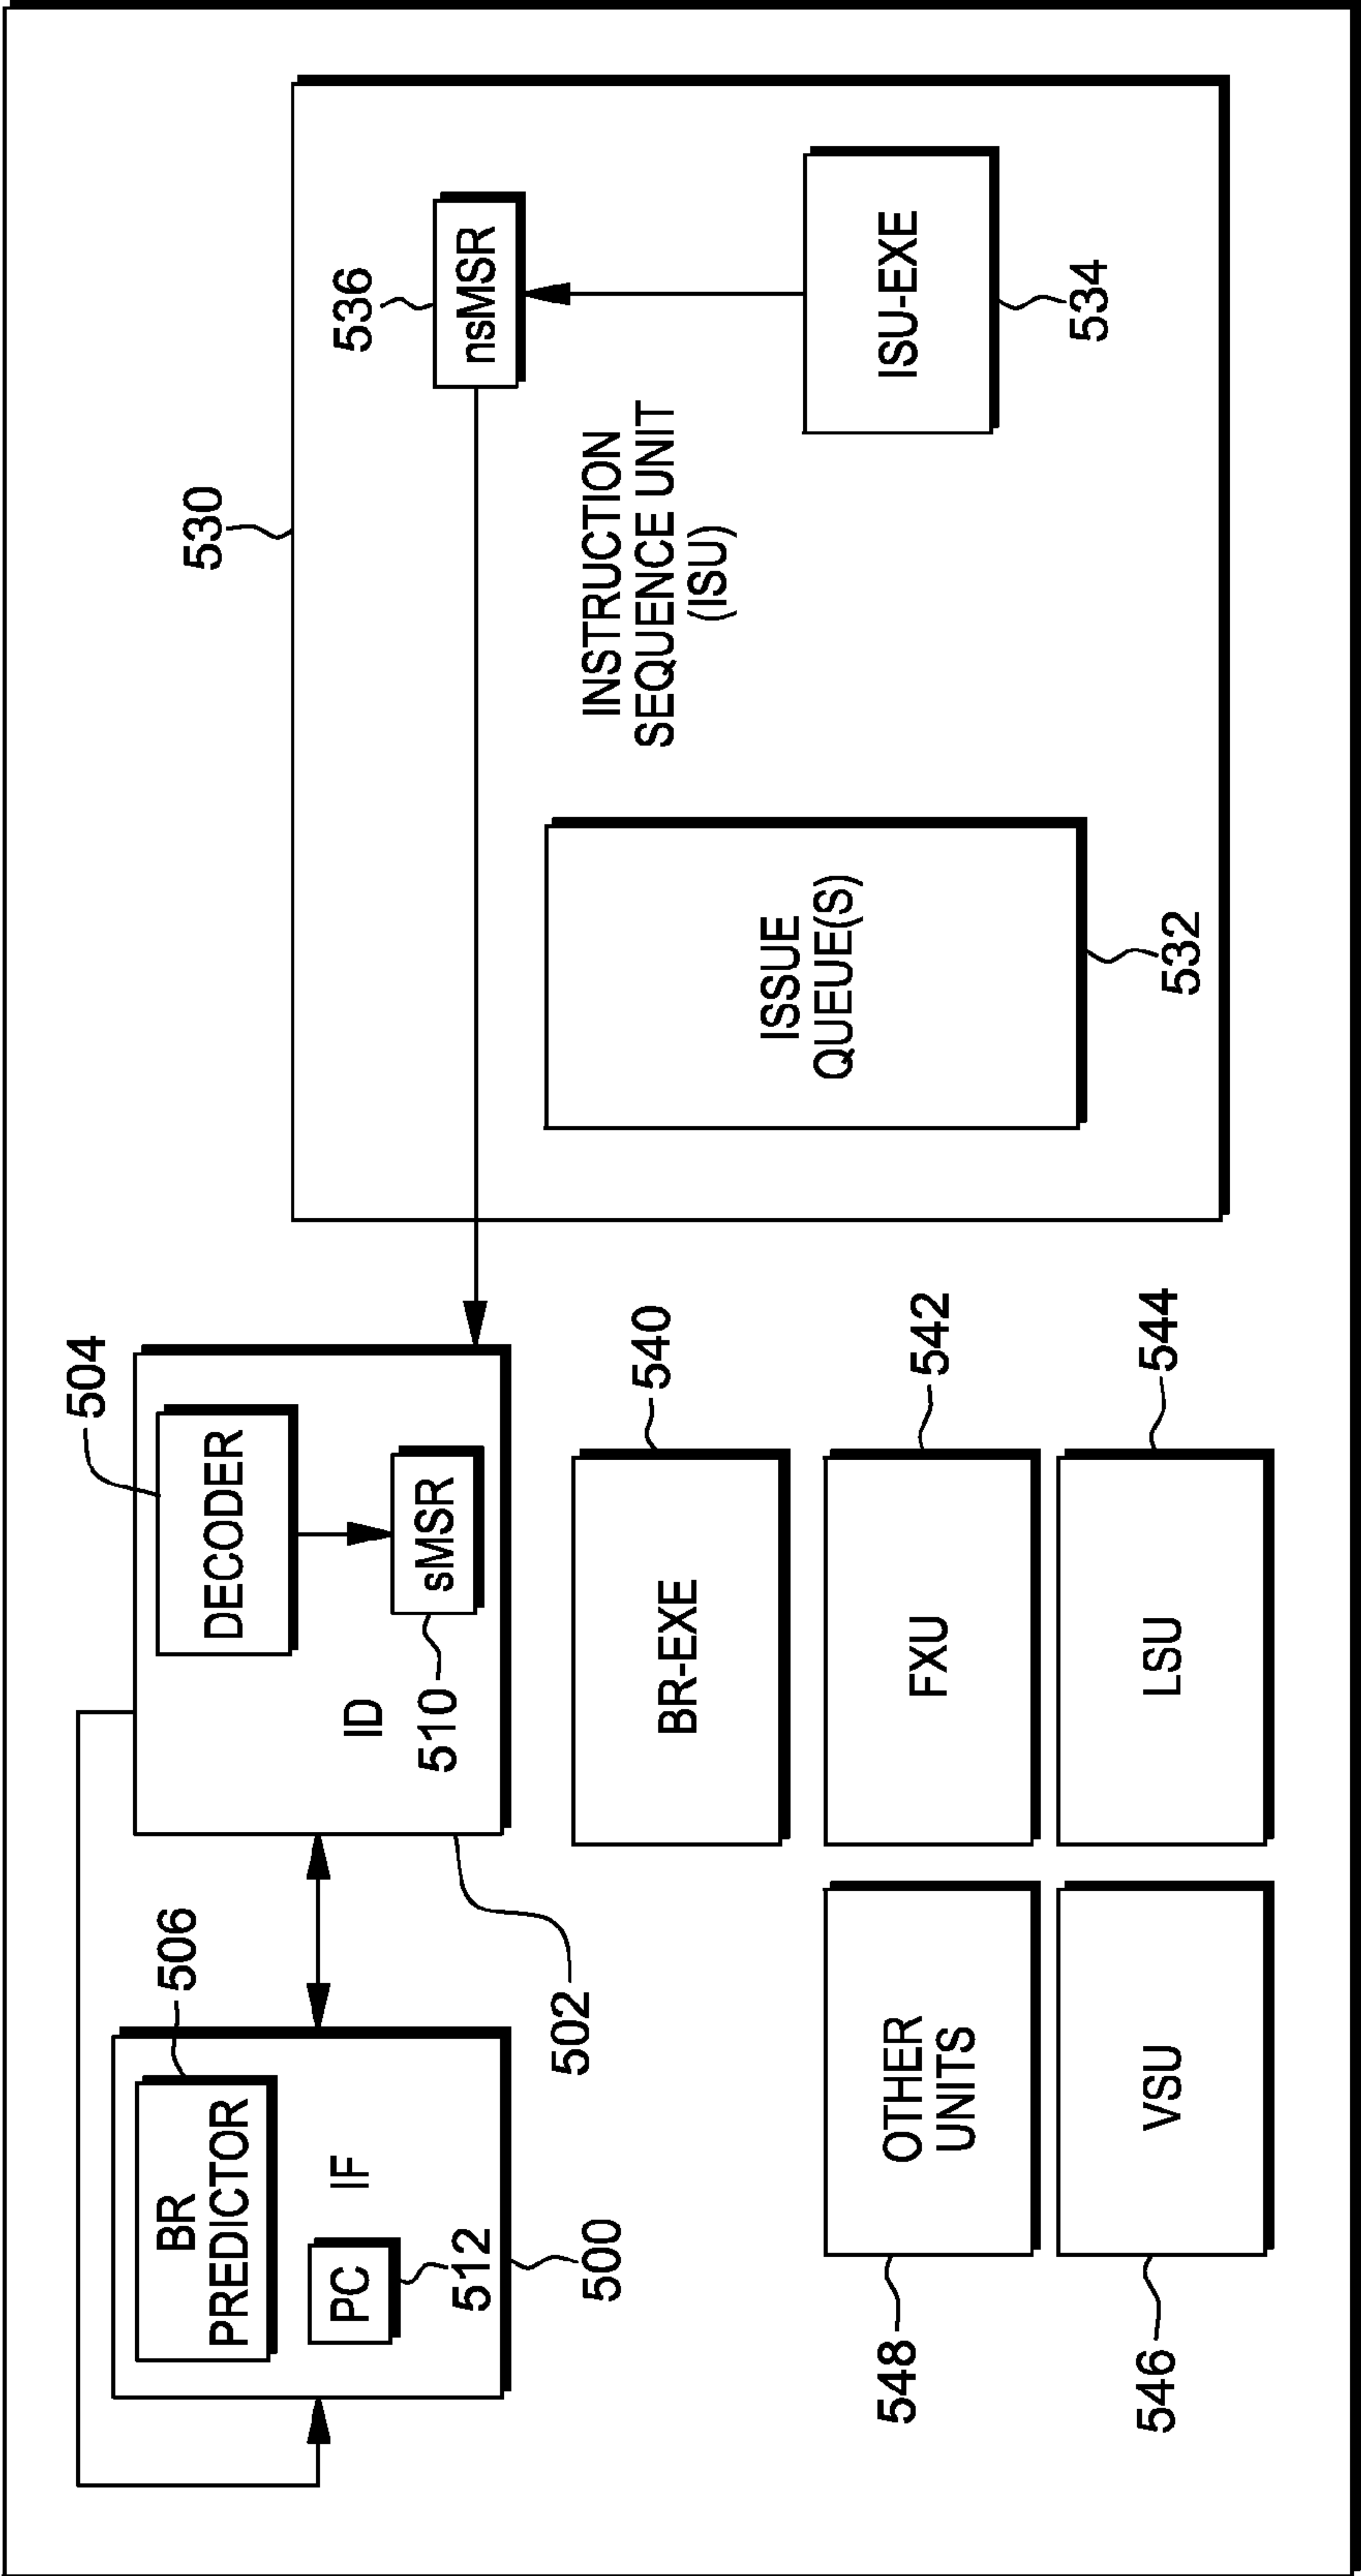 506
BR
PREDICTOR
IF
PC
512
500
504
DECODER
ID
sMSR
510
502
530
536
nsMSR
INSTRUCTION
SEQUENCE UNIT
(ISU)
ISU-EXE
534
ISSUE
QUEUE(S)
532
BR-EXE
540
OTHER
UNITS
548
FXU
542
VSU
546
LSU
544